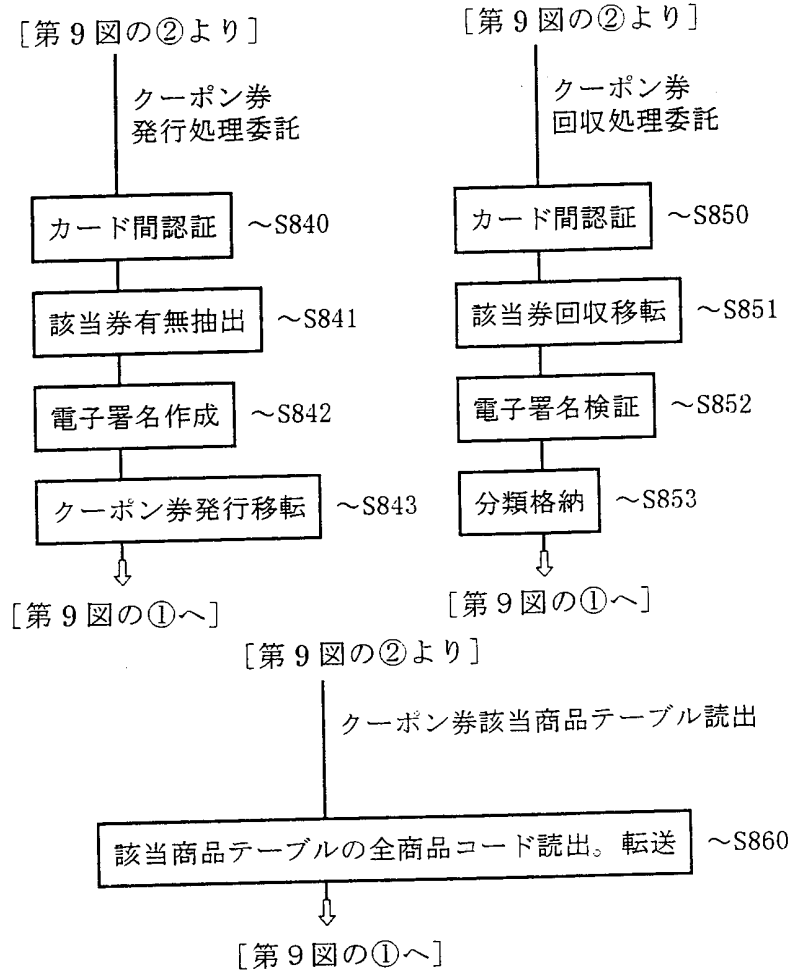 [第9図の②より]
クーポン券
発行処理委託
カード間認証 ～S840
該当券有無抽出 ～S841
電子署名作成 ～S842
クーポン券発行移転 ～S843
[第9図の①へ]
[第9図の②より]
クーポン券
回収処理委託
カード間認証 ～S850
該当券回収移転 ～S851
電子署名検証 ～S852
分類格納 ～S853
[第9図の①へ]
[第9図の②より]
クーポン券該当商品テーブル読出
該当商品テーブルの全商品コード読出。転送 ～S860
[第9図の①へ]